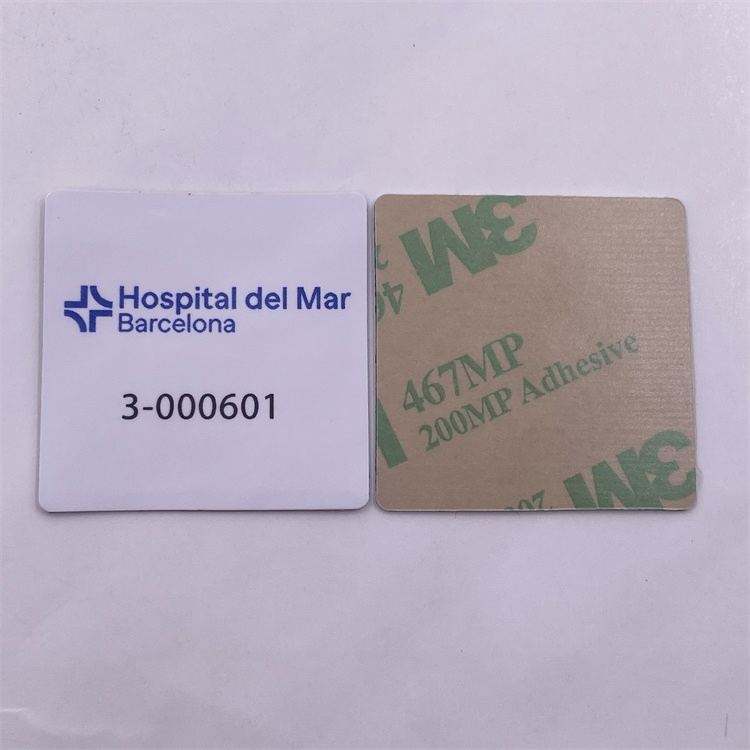 Hospital del Mar
Barcelona
3-000601
3M
467MP
200MP Adhesive
3M